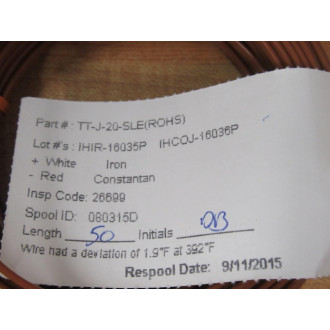 Part # : TT-J-20-SLE(ROHS)
Lot #'s : IHIR-16035P IHCOJ-16036P
+ White Iron
- Red Constantan
Insp Code: 26699
Spool ID: 080315D
Length 50 Initials DB
Wire had a deviation of 1.9°F at 392°F
Respool Date: 9/11/2015